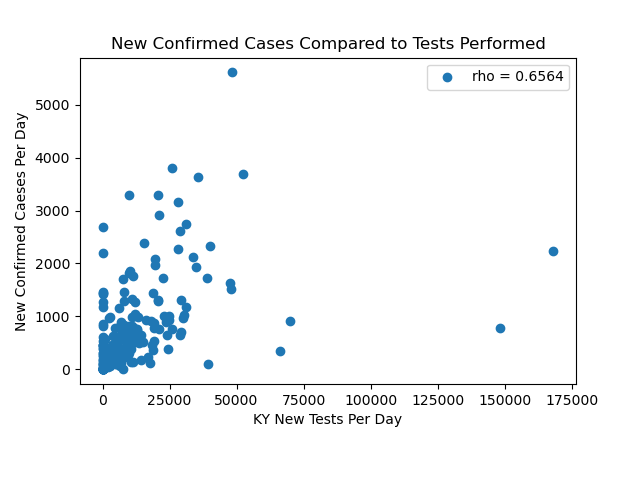 New Confirmed Cases Compared to Tests Performed
rho = 0.6564
New Confirmed Caeses Per Day
5000
4000
3000
2000
1000
0
0 25000 50000 75000 100000 125000 150000 175000
KY New Tests Per Day